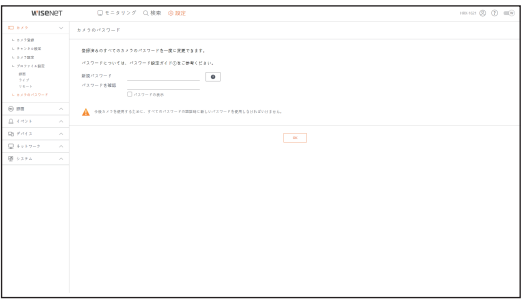 WISENET
モニタリング 検索 設定
カメラ
カメラのパスワード
カメラ登録
チャンネル設定
カメラ設定
プロファイル設定
録画
ライブ
リモート
カメラのパスワード
録画
イベント
デバイス
ネットワーク
システム
登録済みのすべてのカメラのパスワードを一度に変更できます。
パスワードについては、パスワード設定ガイド①をご参考ください。
新規パスワード
パスワードを確認
パスワードの表示
OK